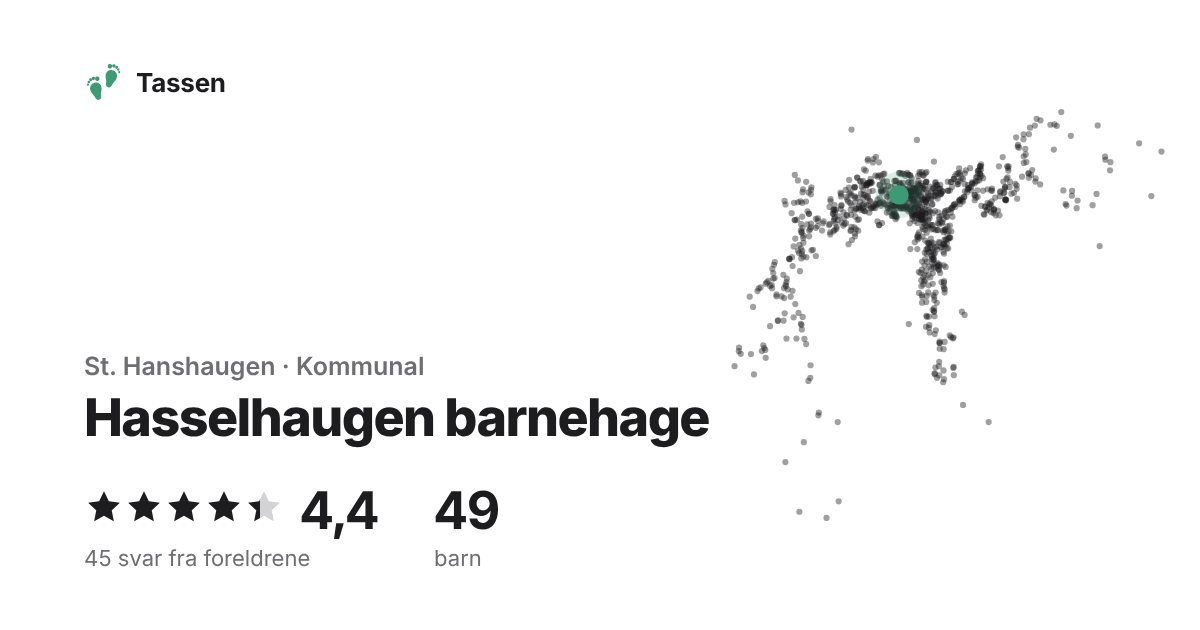 Tassen
St. Hanshaugen · Kommunal
Hasselhaugen barnehage
4,4
45 svar fra foreldrene
49
barn